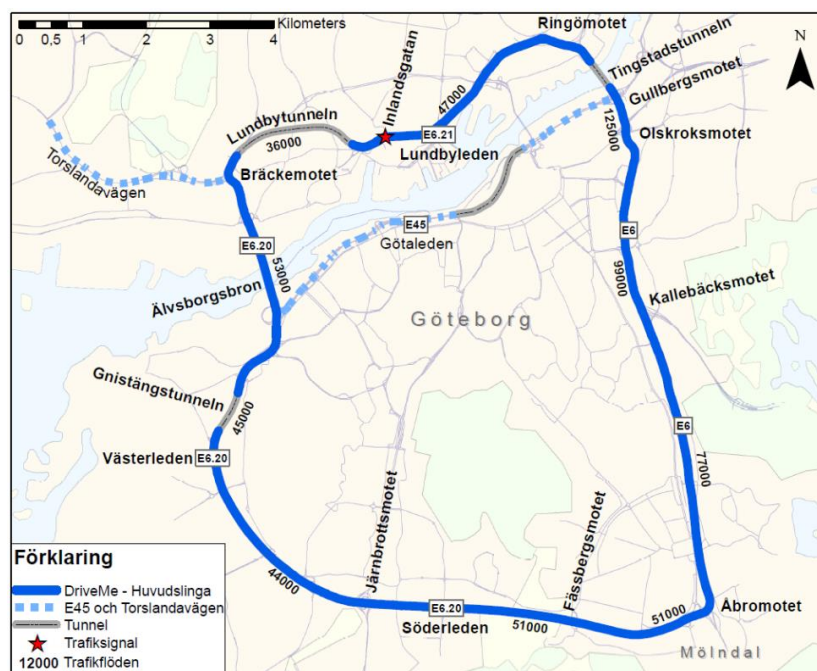 Kilometers
0 0,5 1 2 3 4
N
Ringömotet
Tingstadstunneln
Gullbergsmotet
Inlandsgatan
47000
125000
Lundbytunneln
36000
E6.21
Olskroksmotet
Lundbyleden
Torslandavägen
Bräckemotet
E45
Götaleden
E6
E6.20
53000
99000
Älvsborgsbron
Kallebäcksmotet
Göteborg
Gnistängstunneln
45000
E6
Västerleden
E6.20
77000
Järnbrottsmotet
Fässbergsmotet
44000
E6.20
Söderleden
51000
51000
Åbromotet
Mölndal
Förklaring
DriveMe - Huvudslinga
E45 och Torslandavägen
Tunnel
Trafiksignal
12000 Trafikflöden